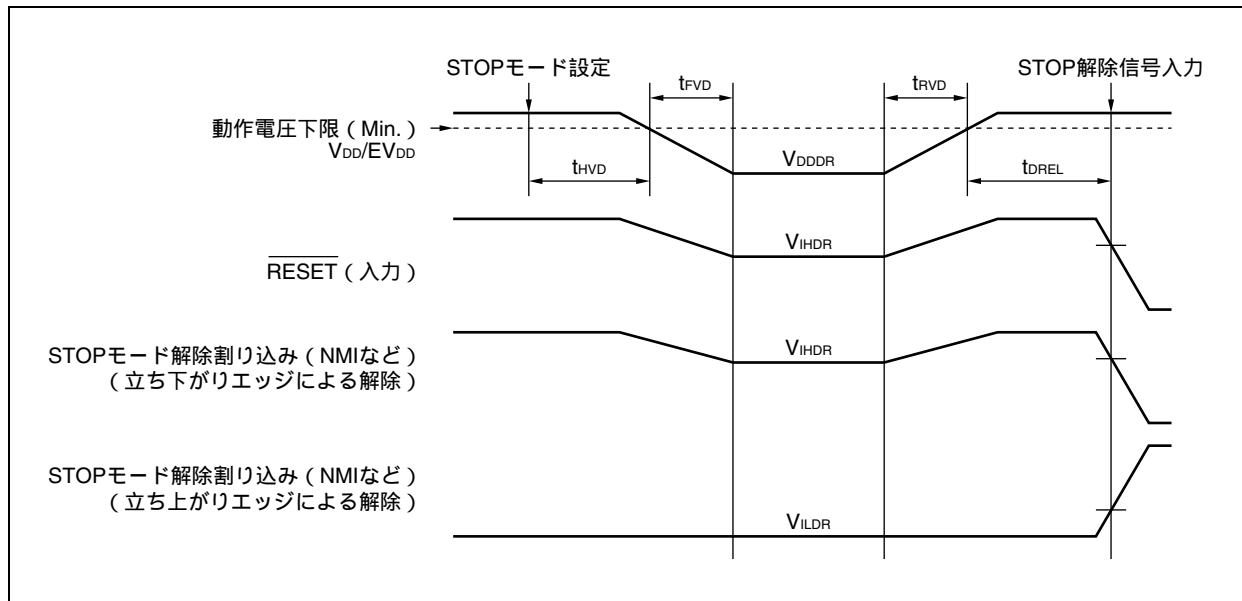 STOPモード設定
STOP解除信号入力
tFVD
tRVD
動作電圧下限（Min.）
VDD/EVDD
VDDDR
tHVD
tDREL
VIHDR
RESET（入力）
VIHDR
STOPモード解除割り込み（NMIなど）
（立ち下がりエッジによる解除）
STOPモード解除割り込み（NMIなど）
（立ち上がりエッジによる解除）
VILDR